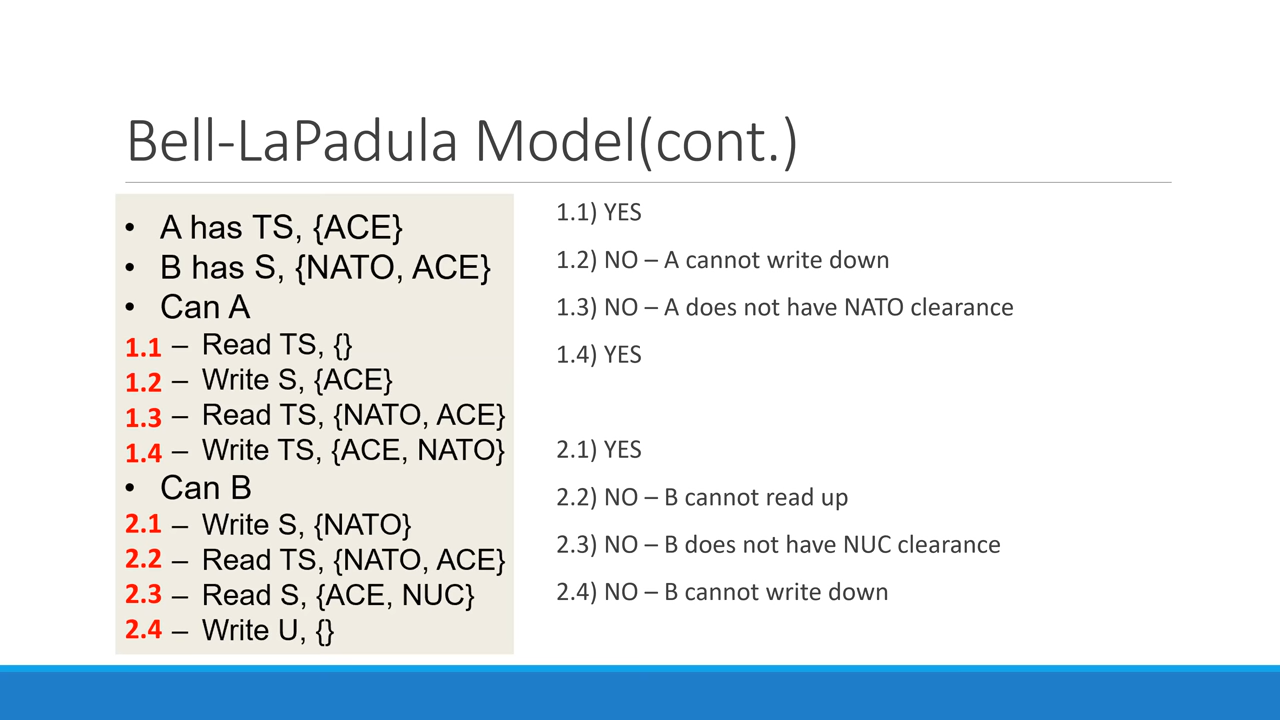 Bell-LaPadula Model(cont.)
• A has TS, {ACE}
• B has S, {NATO, ACE}
• Can A
1.1 – Read TS, {}
1.2 – Write S, {ACE}
1.3 – Read TS, {NATO, ACE}
1.4 – Write TS, {ACE, NATO}
• Can B
2.1 – Write S, {NATO}
2.2 – Read TS, {NATO, ACE}
2.3 – Read S, {ACE, NUC}
2.4 – Write U, {}
1.1) YES
1.2) NO – A cannot write down
1.3) NO – A does not have NATO clearance
1.4) YES
2.1) YES
2.2) NO – B cannot read up
2.3) NO – B does not have NUC clearance
2.4) NO – B cannot write down